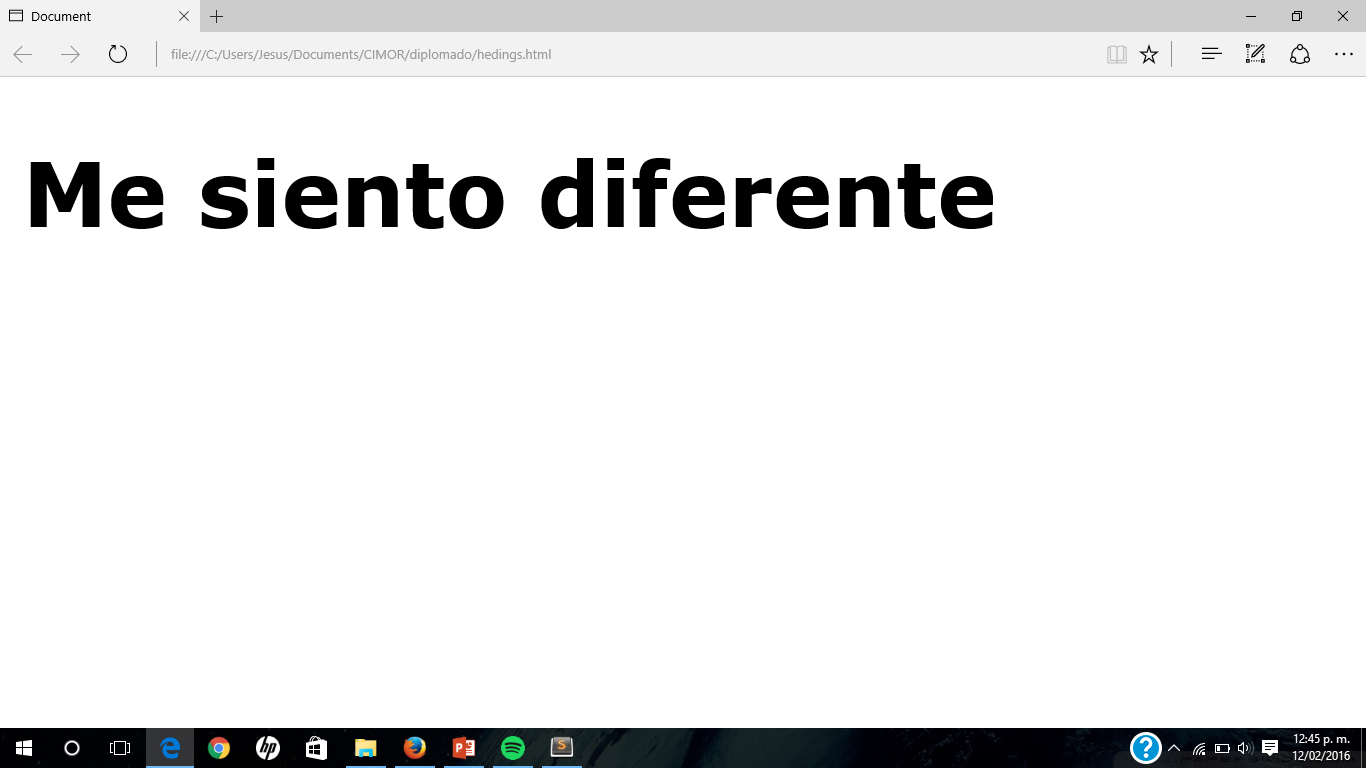 Document
file:///C:/Users/Jesus/Documents/CIMOR/diplomado/hedings.html
Me siento diferente
12:45 p. m.
12/02/2016